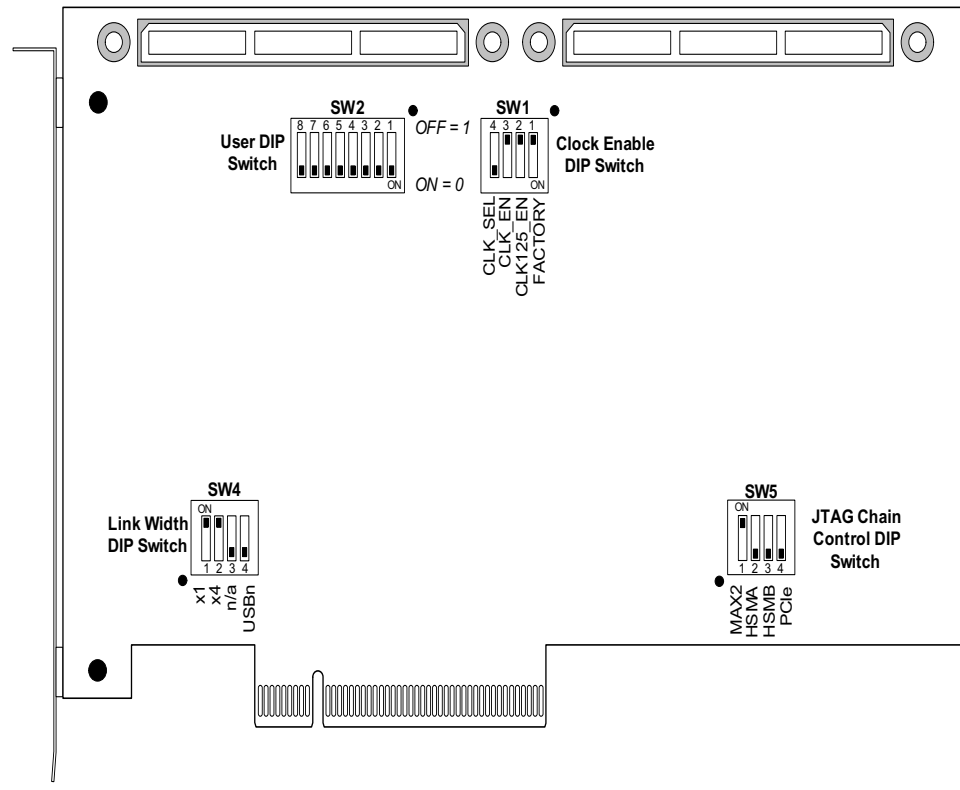 SW2
SW1
User DIP
Switch
8 7 6 5 4 3 2 1
ON
OFF = 1
ON = 0
4 3 2 1
ON
Clock Enable
DIP Switch
CLK_SEL
CLK_EN
CLK125_EN
FACTORY
SW4
Link Width
DIP Switch
ON
1 2 3 4
x1
x4
n/a
USBn
SW5
ON
1 2 3 4
JTAG Chain
Control DIP
Switch
MAX2
HSMA
HSMB
PCIe